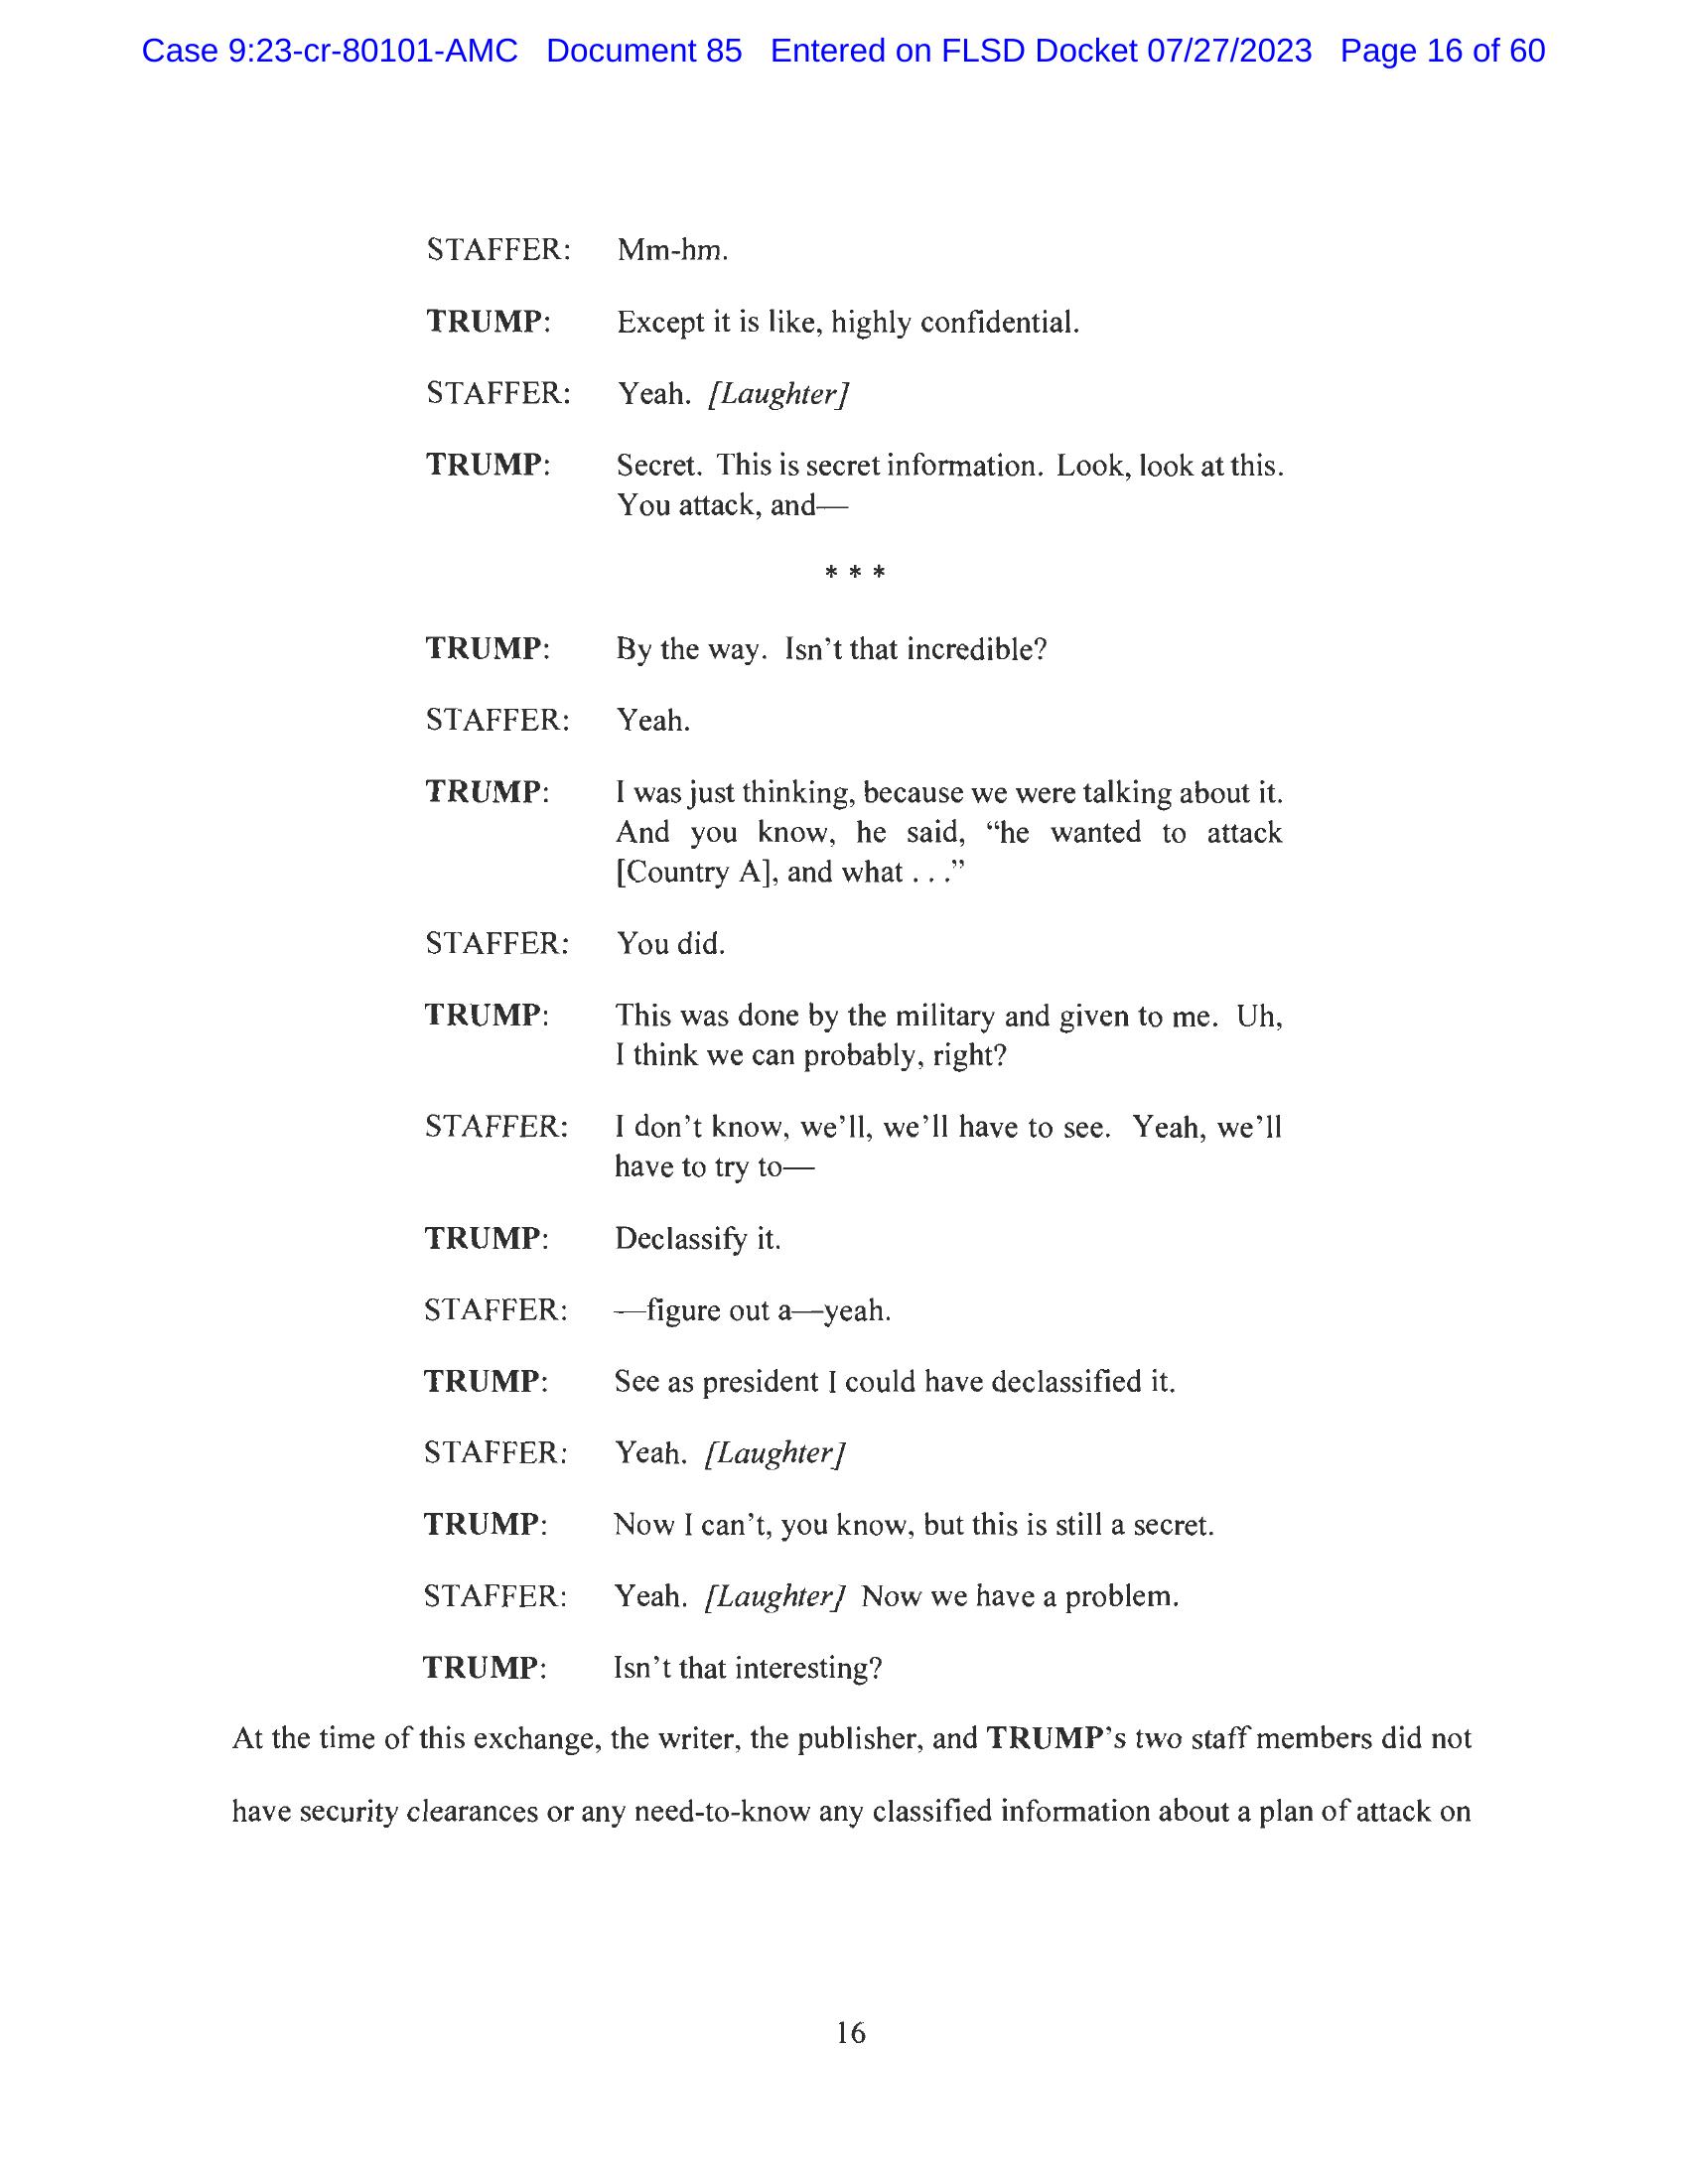 Case 9:23-cr-80101-AMC Document 85 Entered on FLSD Docket 07/27/2023 Page 16 of 60
STAFFER: Mm-hm.
TRUMP: Except it is like, highly confidential.
STAFFER: Yeah. [Laughter]
TRUMP: Secret. This is secret information. Look, look at this.
You attack, and—
* * *
TRUMP: By the way. Isn’t that incredible?
STAFFER: Yeah.
TRUMP: I was just thinking, because we were talking about it.
And you know, he said, “he wanted to attack
[Country A], and what . . .”
STAFFER: You did.
TRUMP: This was done by the military and given to me. Uh,
I think we can probably, right?
STAFFER: I don’t know, we’ll, we’ll have to see. Yeah, we’ll
have to try to—
TRUMP: Declassify it.
STAFFER: —figure out a—yeah.
TRUMP: See as president I could have declassified it.
STAFFER: Yeah. [Laughter]
TRUMP: Now I can’t, you know, but this is still a secret.
STAFFER: Yeah. [Laughter] Now we have a problem.
TRUMP: Isn’t that interesting?
At the time of this exchange, the writer, the publisher, and TRUMP’s two staff members did not
have security clearances or any need-to-know any classified information about a plan of attack on
16